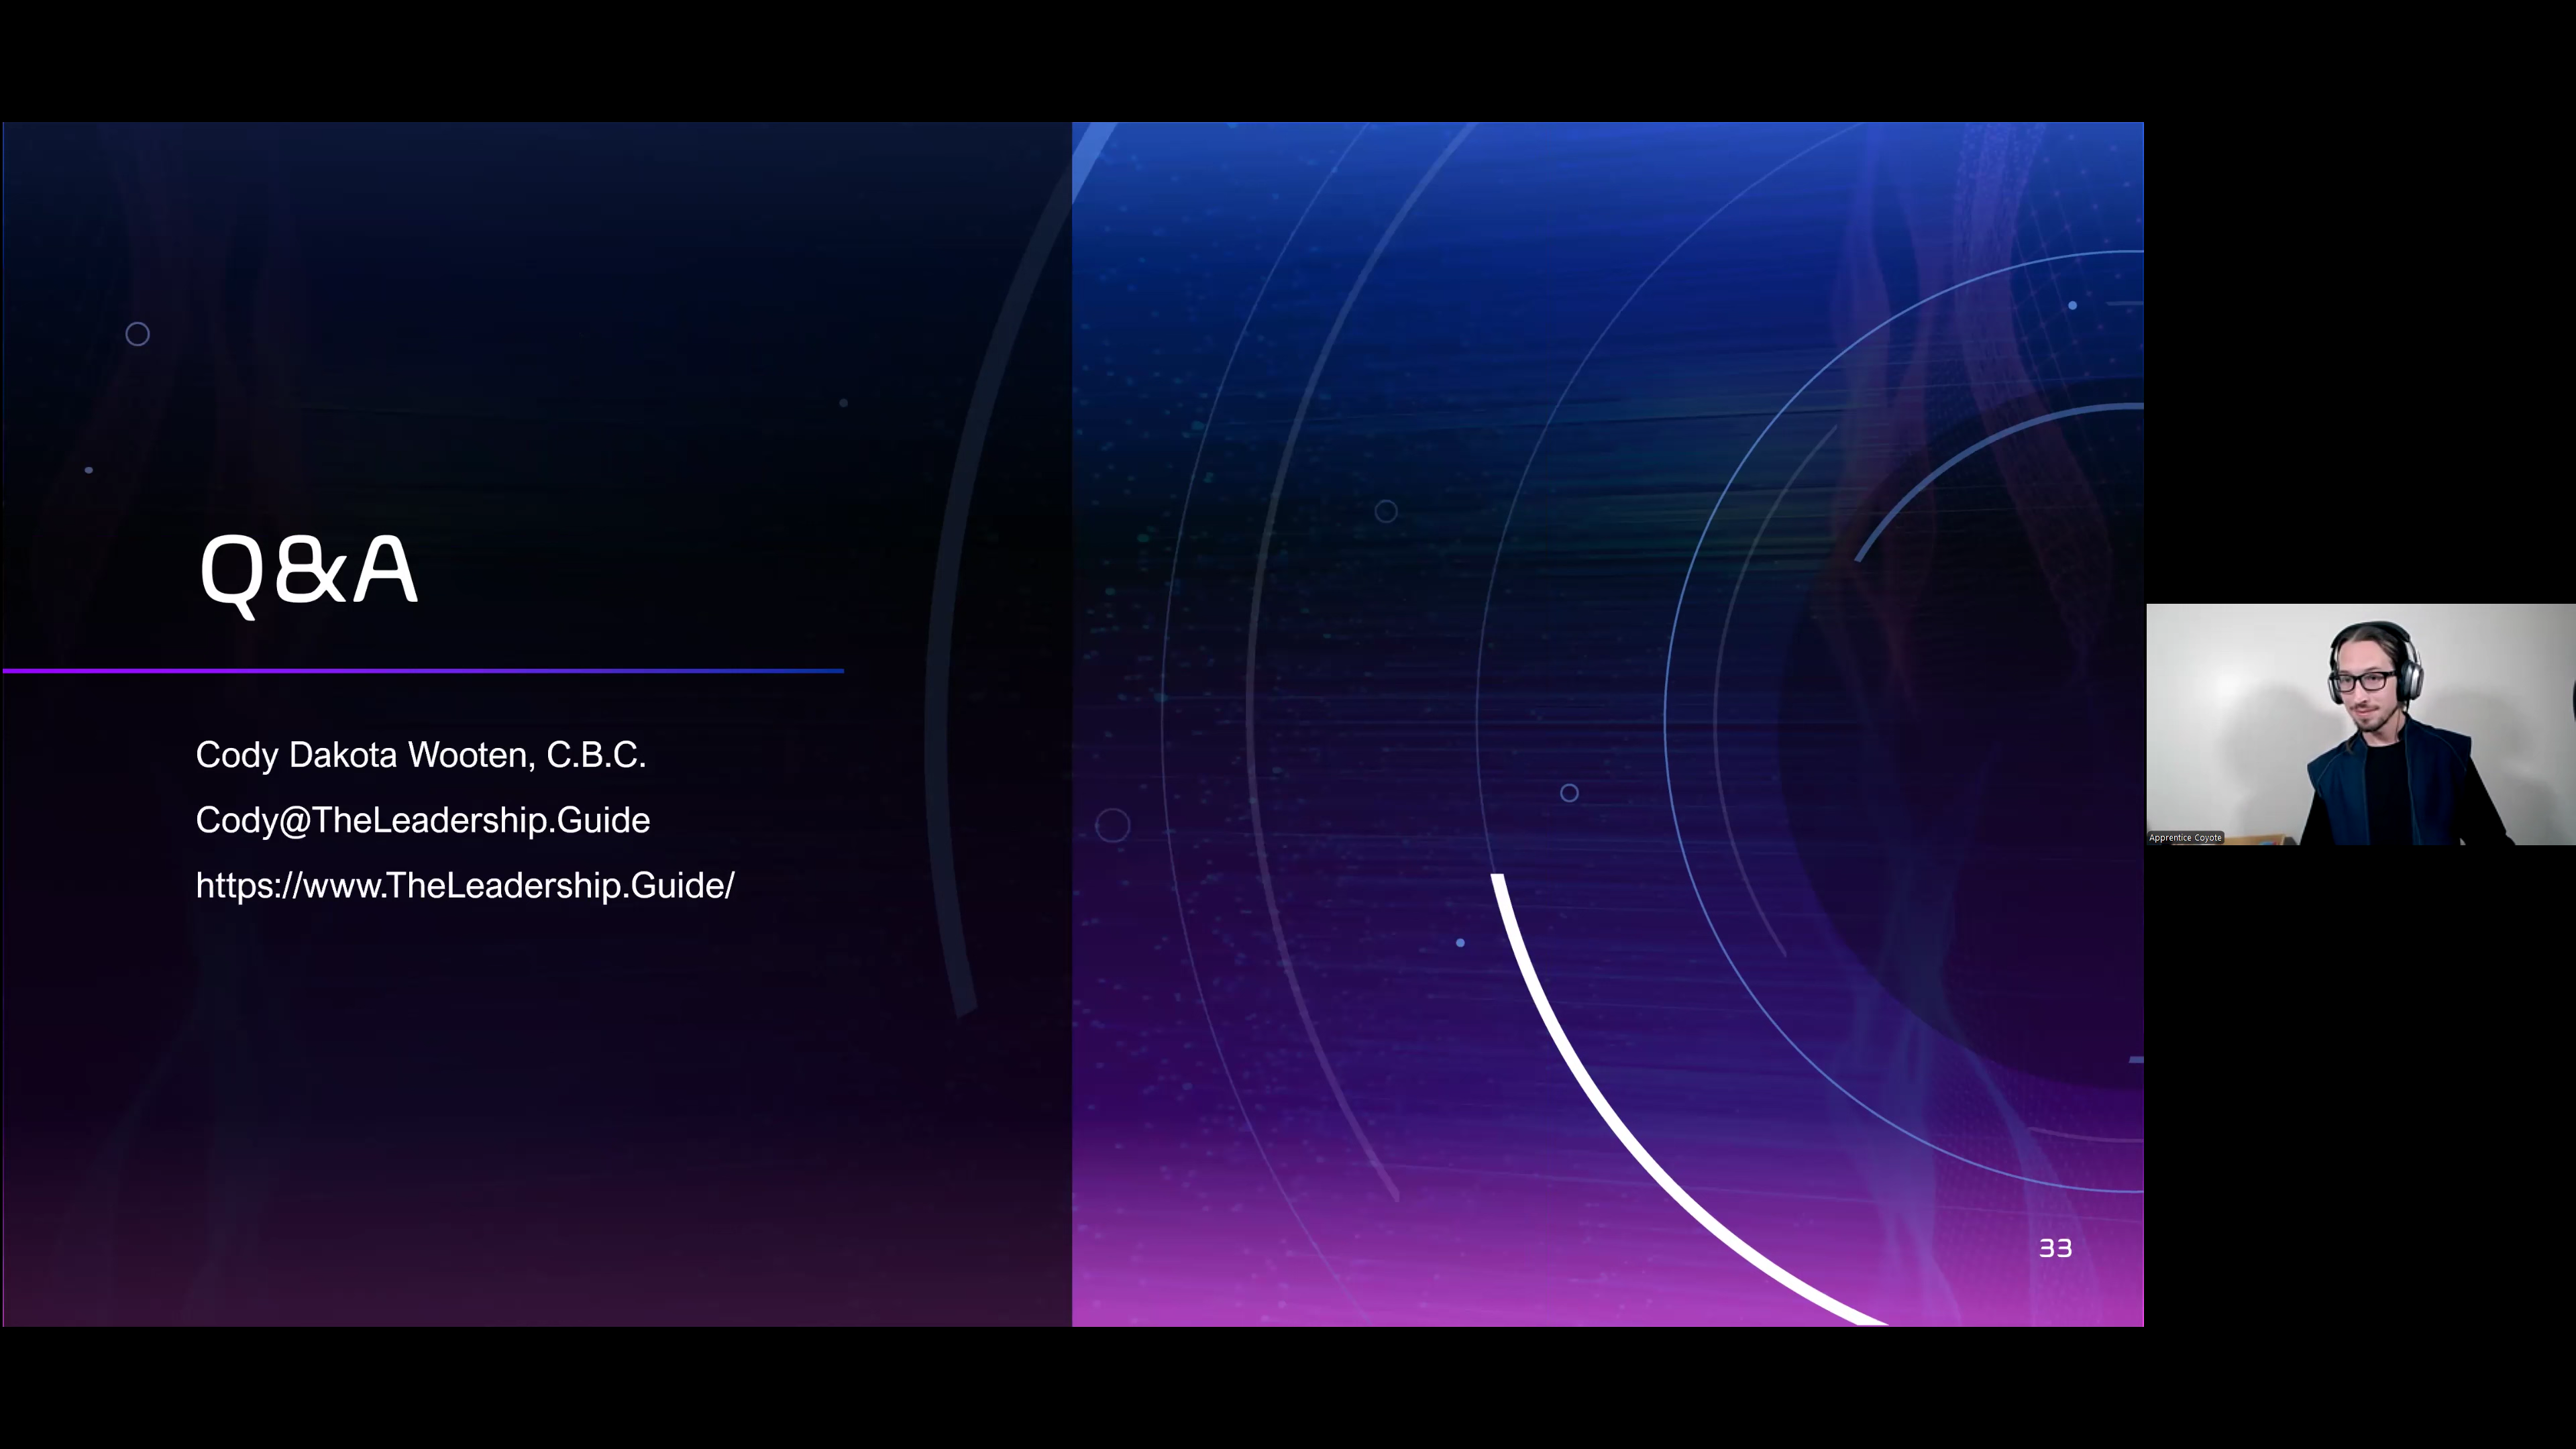 Q&A
Cody Dakota Wooten, C.B.C.
Cody@TheLeadership.Guide
https://www.TheLeadership.Guide/
33
Apprentice Coyote